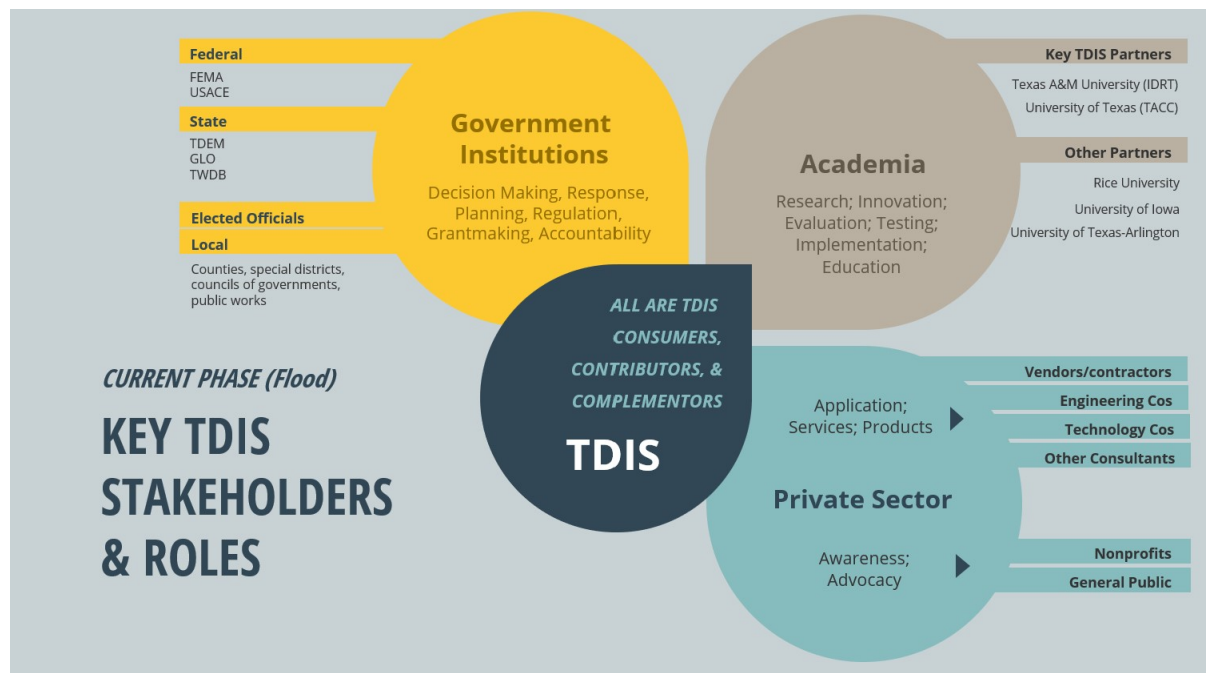 Federal
FEMA
USACE
State
TDEM
GLO
TWDB
Elected Officials
Local
Counties, special districts,
councils of governments,
public works
Government
Institutions
Decision Making, Response,
Planning, Regulation,
Grantmaking, Accountability
Academia
Research; Innovation;
Evaluation; Testing;
Implementation;
Education
Key TDIS Partners
Texas A&M University (IDRT)
University of Texas (TACC)
Other Partners
Rice University
University of Iowa
University of Texas-Arlington
ALL ARE TDIS
CONSUMERS,
CONTRIBUTORS, &
COMPLEMENTORS
TDIS
CURRENT PHASE (Flood)
KEY TDIS
STAKEHOLDERS
& ROLES
Application;
Services; Products
Vendors/contractors
Engineering Cos
Technology Cos
Other Consultants
Private Sector
Awareness;
Advocacy
Nonprofits
General Public